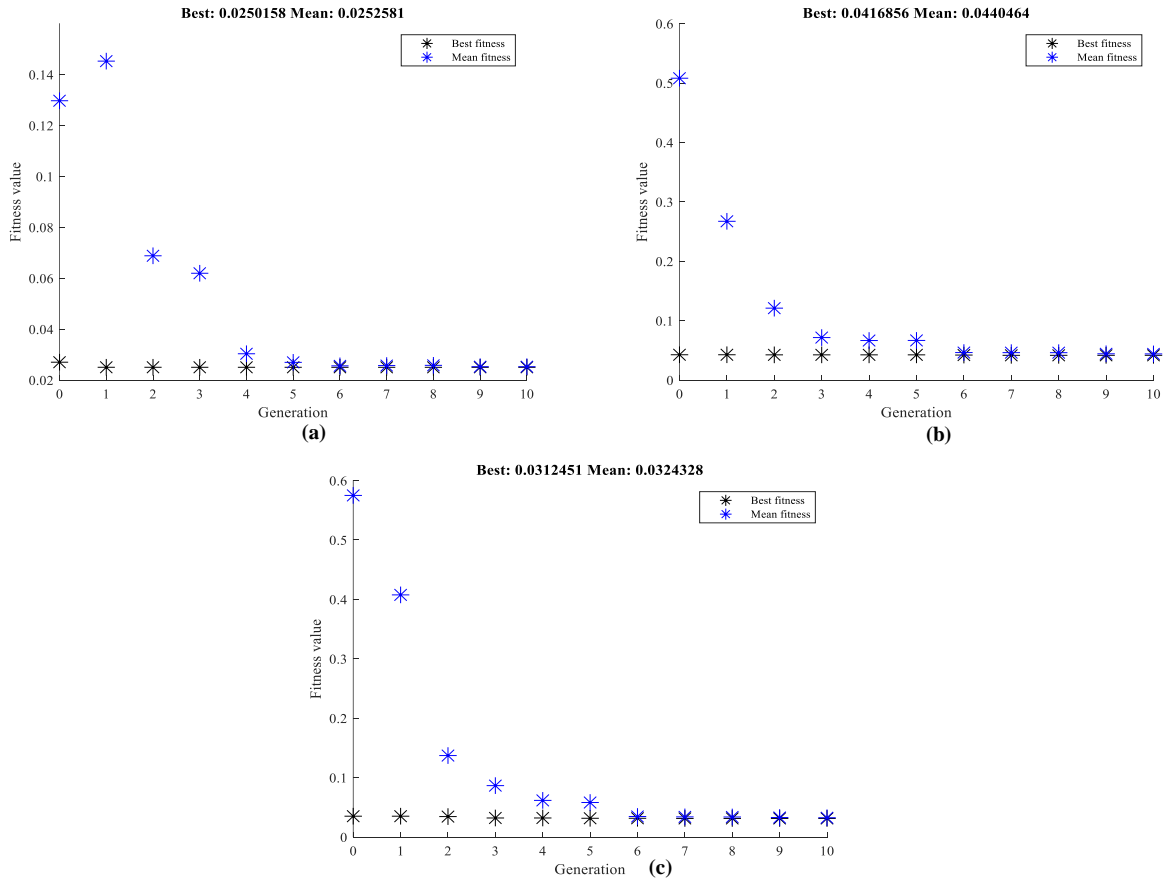 Best: 0.0250158 Mean: 0.0252581
Best fitness
Mean fitness
0.14
0.12
0.1
0.08
0.06
0.04
0.02
Fitness value
0 1 2 3 4 5 6 7 8 9 10
Generation
(a)
Best: 0.0416856 Mean: 0.0440464
Best fitness
Mean fitness
0.6
0.5
0.4
0.3
0.2
0.1
0
Fitness value
0 1 2 3 4 5 6 7 8 9 10
Generation
(b)
Best: 0.0312451 Mean: 0.0324328
Best fitness
Mean fitness
0.6
0.5
0.4
0.3
0.2
0.1
0
Fitness value
0 1 2 3 4 5 6 7 8 9 10
Generation
(c)